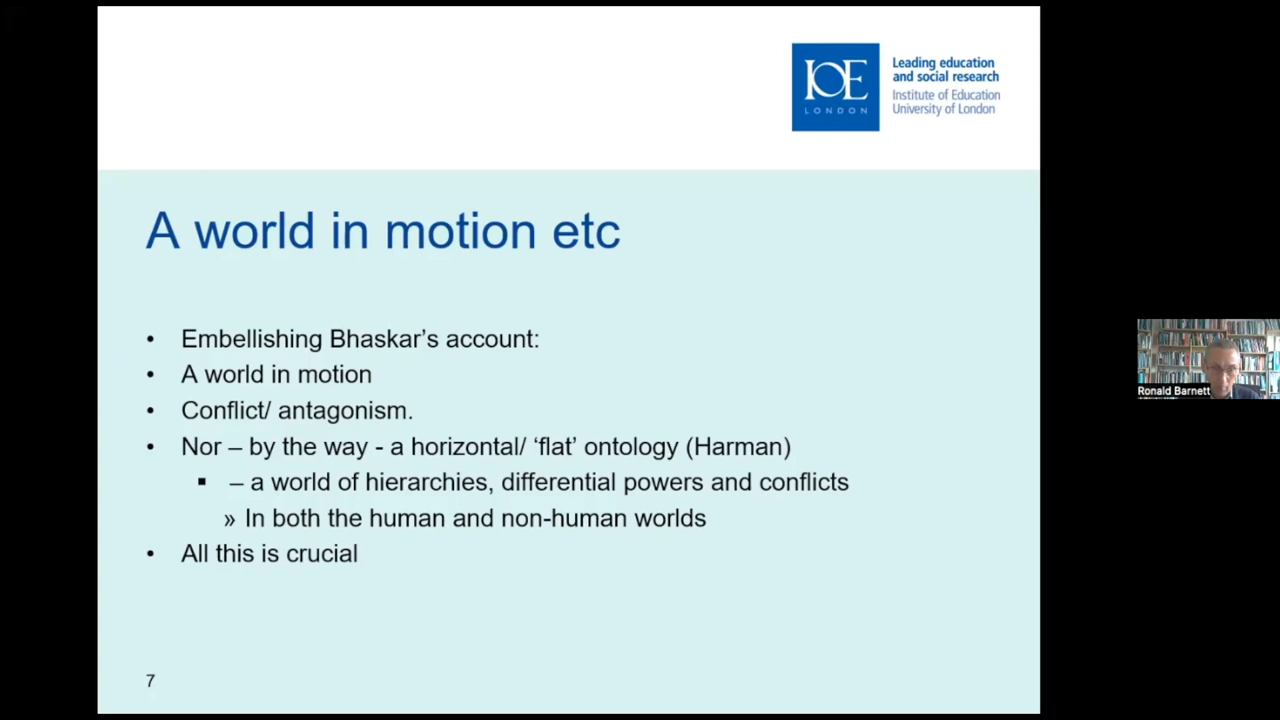 IOE
LONDON
Leading education
and social research
Institute of Education
University of London
A world in motion etc
• Embellishing Bhaskar’s account:
• A world in motion
• Conflict/ antagonism.
• Nor – by the way - a horizontal/ ‘flat’ ontology (Harman)
▪ – a world of hierarchies, differential powers and conflicts
» In both the human and non-human worlds
• All this is crucial
7
Ronald Barnett